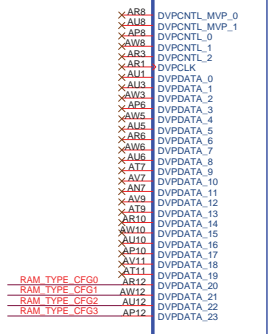 AR8 DVPCNTL_MVP_0
AU8 DVPCNTL_MVP_1
AP8 DVPCNTL_0
AW8 DVPCNTL_1
AR3 DVPCNTL_2
AR1 DVPCLK
AU1 DVPDATA_0
AU3 DVPDATA_1
AW3 DVPDATA_2
AP6 DVPDATA_3
AW5 DVPDATA_4
AU5 DVPDATA_5
AR6 DVPDATA_6
AW6 DVPDATA_7
AU6 DVPDATA_8
AT7 DVPDATA_9
AV7 DVPDATA_10
AN7 DVPDATA_11
AV9 DVPDATA_12
AT9 DVPDATA_13
AR10 DVPDATA_14
AW10 DVPDATA_15
AU10 DVPDATA_16
AP10 DVPDATA_17
AV11 DVPDATA_18
AT11 DVPDATA_19
RAM_TYPE_CFG0 AR12 DVPDATA_20
RAM_TYPE_CFG1 AW12 DVPDATA_21
RAM_TYPE_CFG2 AU12 DVPDATA_22
RAM_TYPE_CFG3 AP12 DVPDATA_23